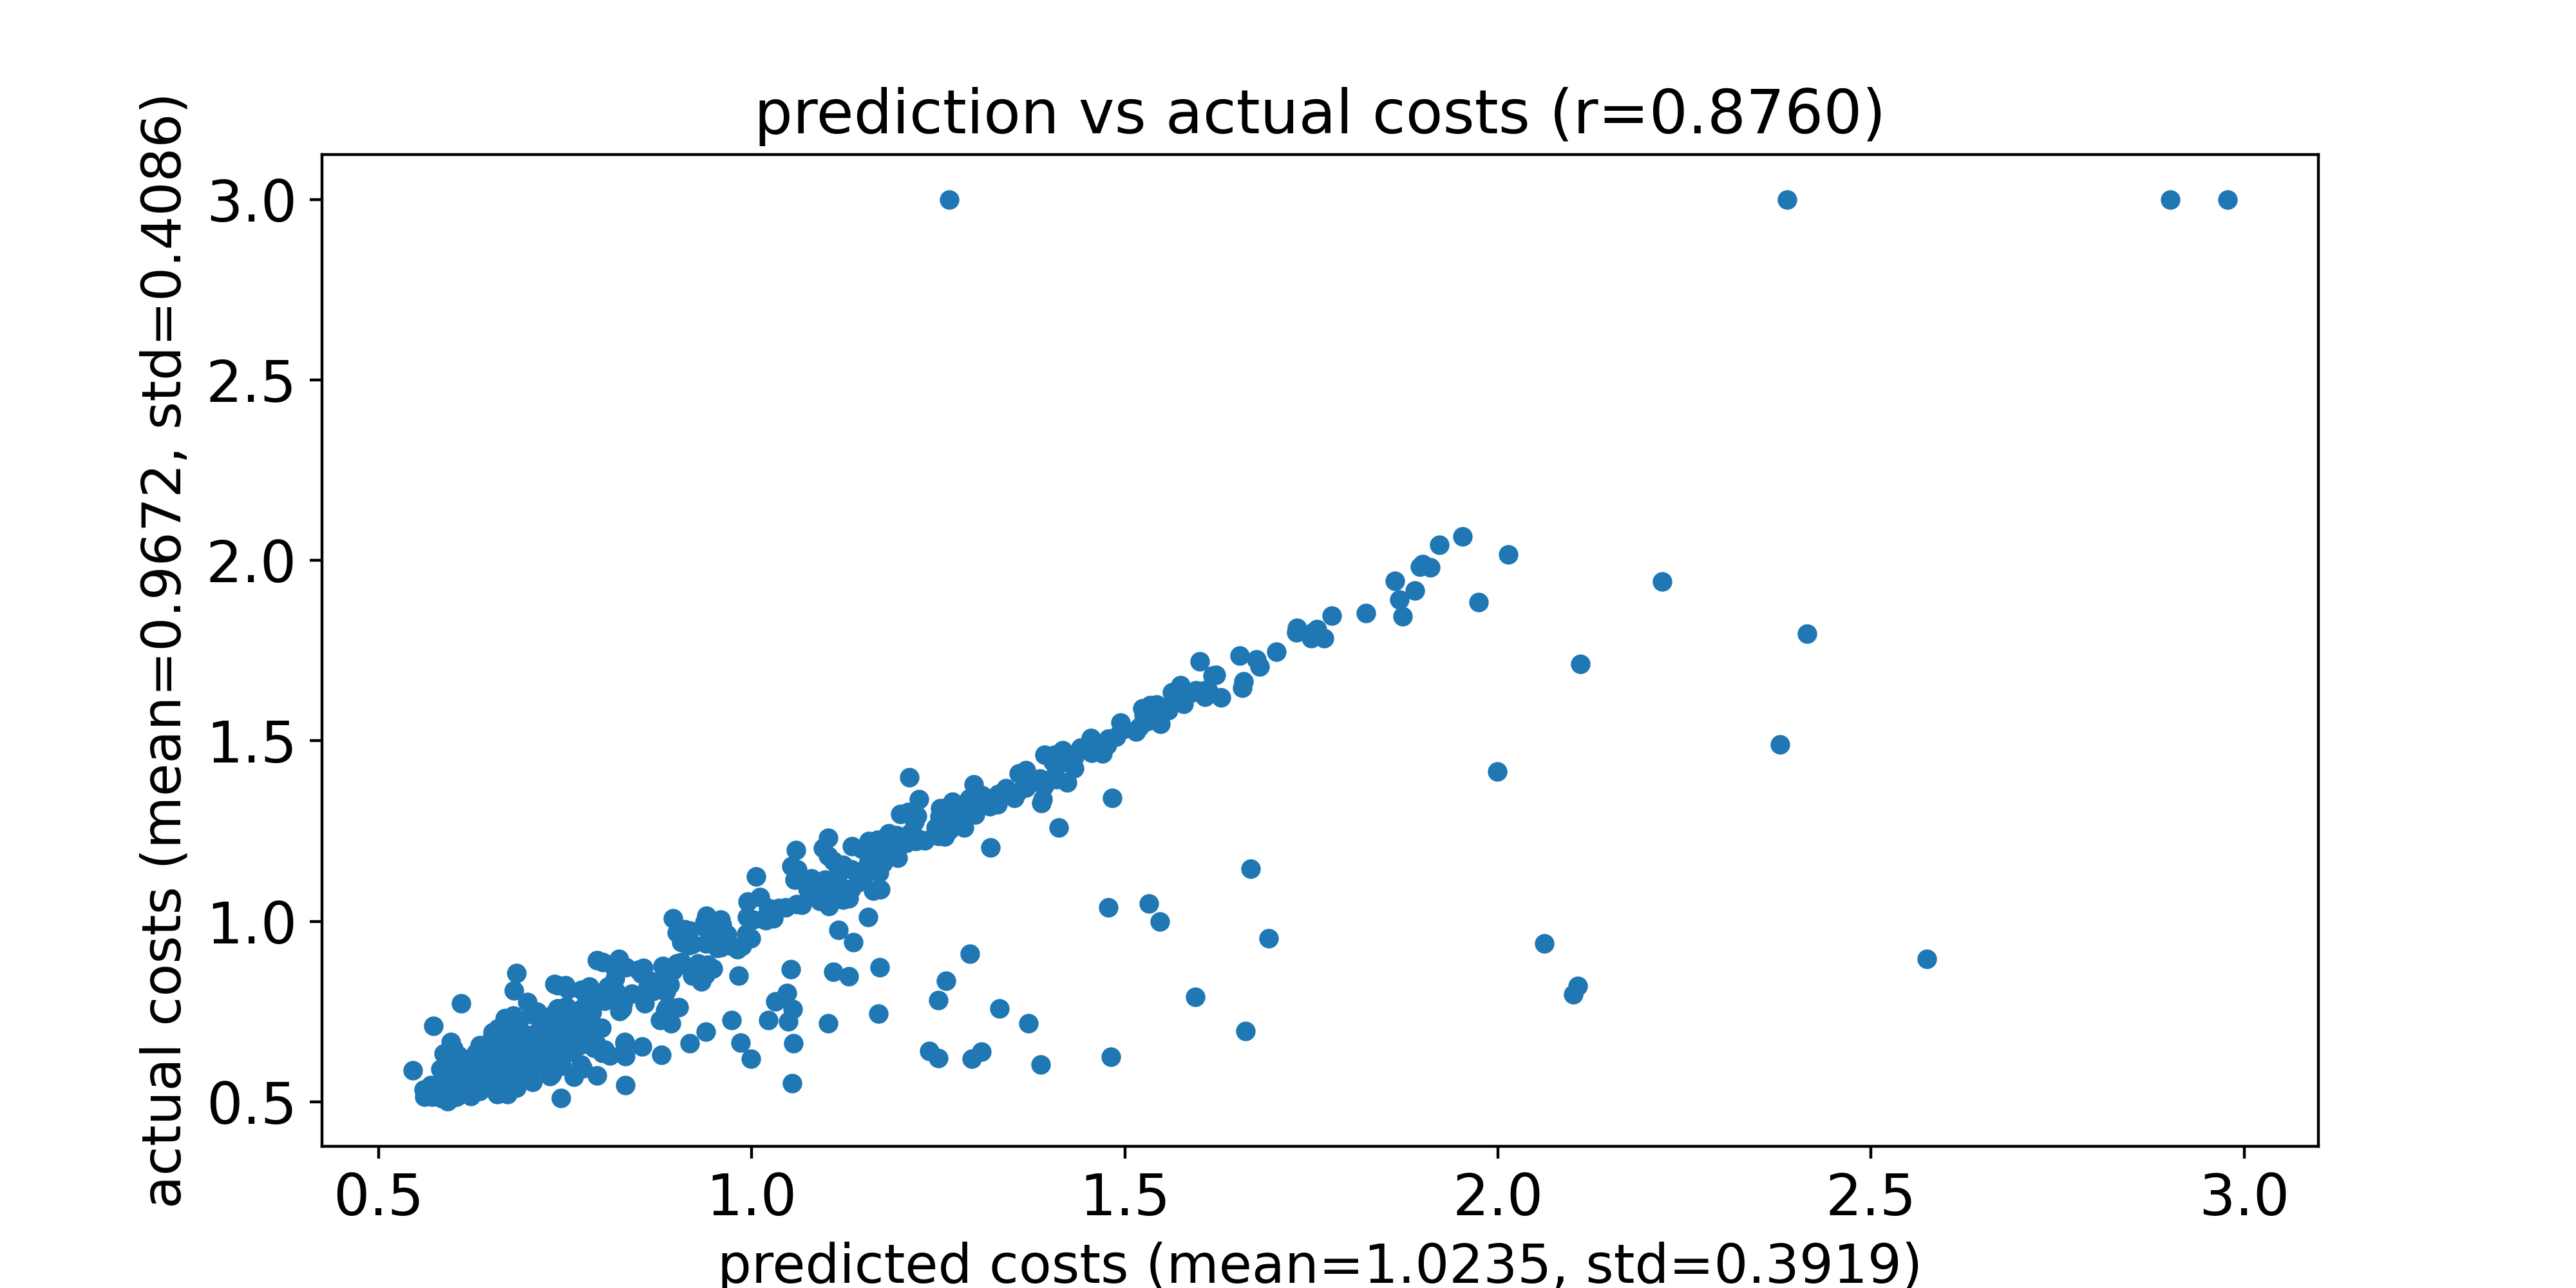 prediction vs actual costs (r=0.8760)
actual costs (mean=0.9672, std=0.4086)
3.0
2.5
2.0
1.5
1.0
0.5
0.5 1.0 1.5 2.0 2.5 3.0
predicted costs (mean=1.0235, std=0.3919)